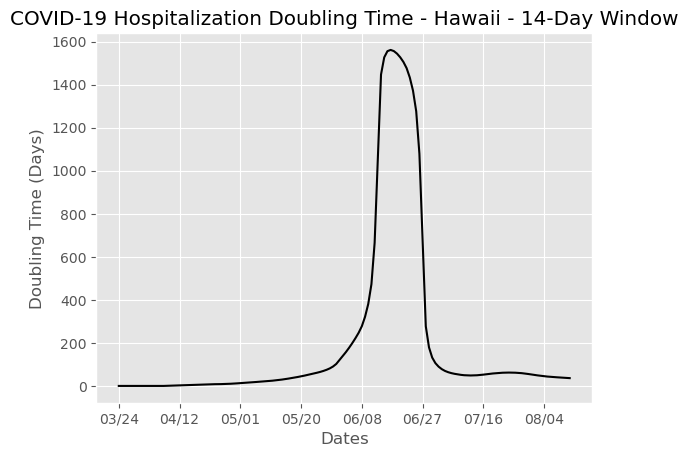 COVID-19 Hospitalization Doubling Time - Hawaii - 14-Day Window
1600
1400
1200
1000
800
600
400
200
0
Doubling Time (Days)
03/24 04/12 05/01 05/20 06/08 06/27 07/16 08/04
Dates